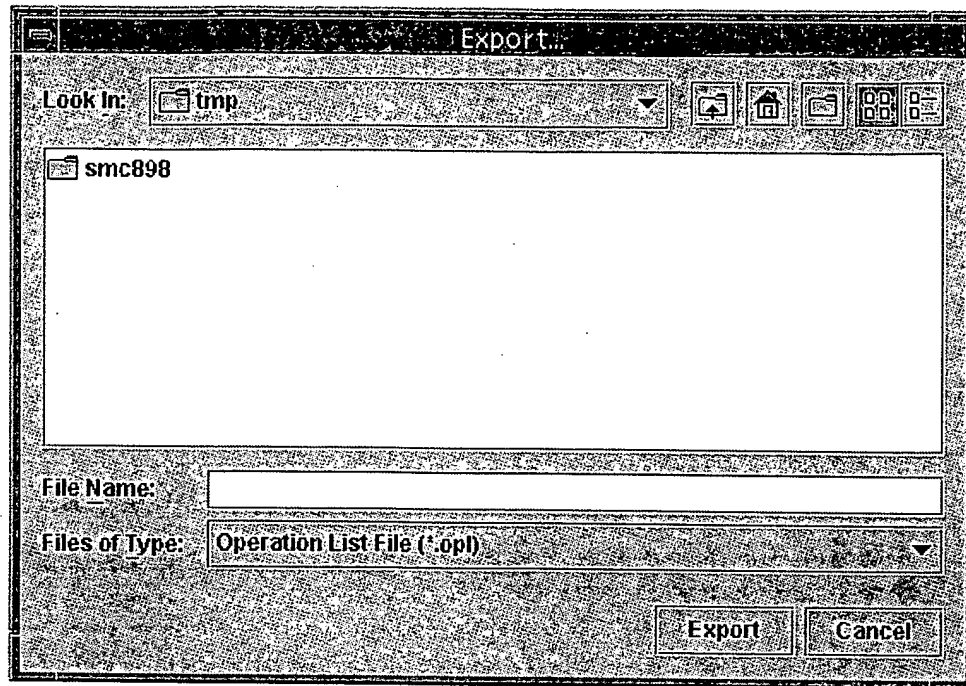 Export...
Look In: tmp
smc898
File Name:
Files of Type: Operation List File (*.opl)
Export Cancel